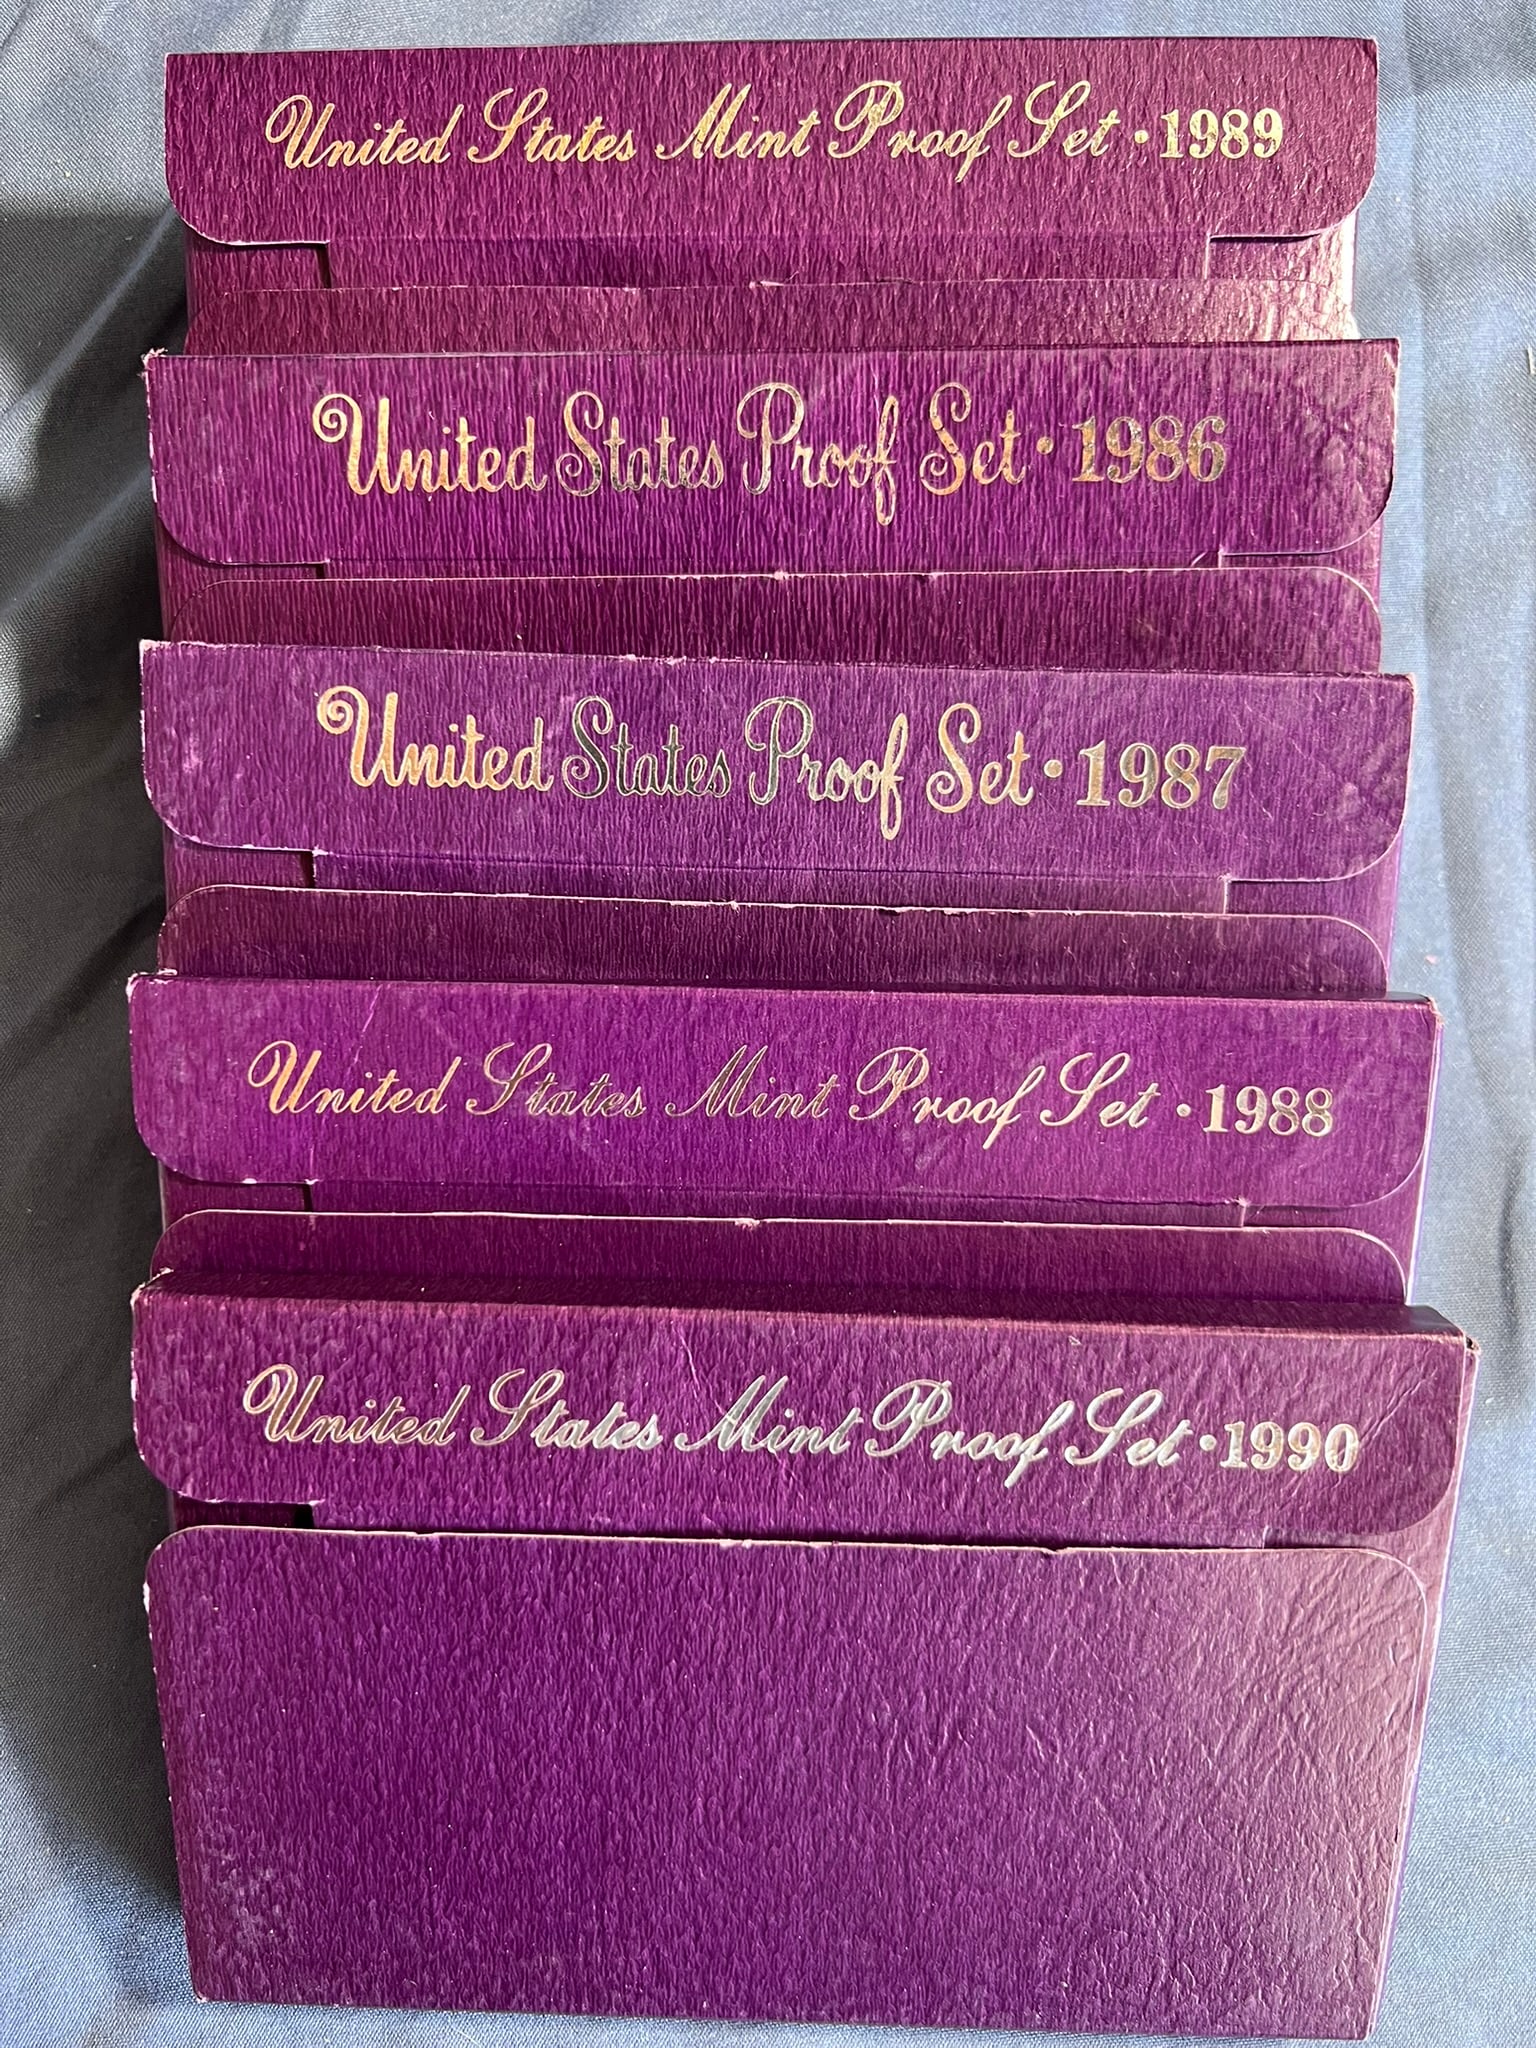 United States Mint Proof Set • 1989
United States Proof Set • 1986
United States Proof Set • 1987
United States Mint Proof Set • 1988
United States Mint Proof Set • 1990